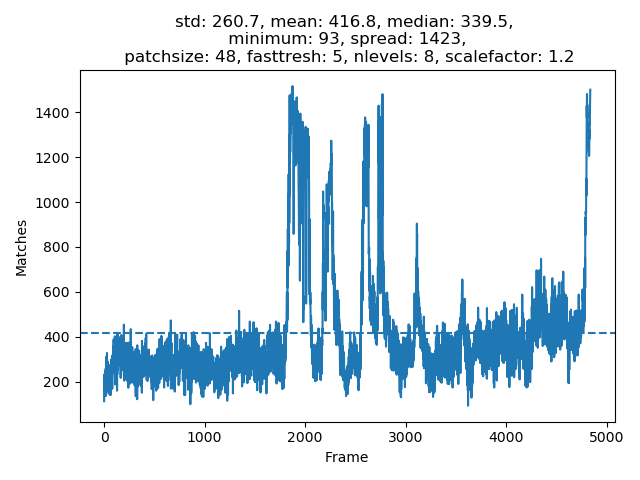 std: 260.7, mean: 416.8, median: 339.5,
minimum: 93, spread: 1423,
patchsize: 48, fasttresh: 5, nlevels: 8, scalefactor: 1.2
1400
1200
1000
800
600
400
200
Matches
0 1000 2000 3000 4000 5000
Frame